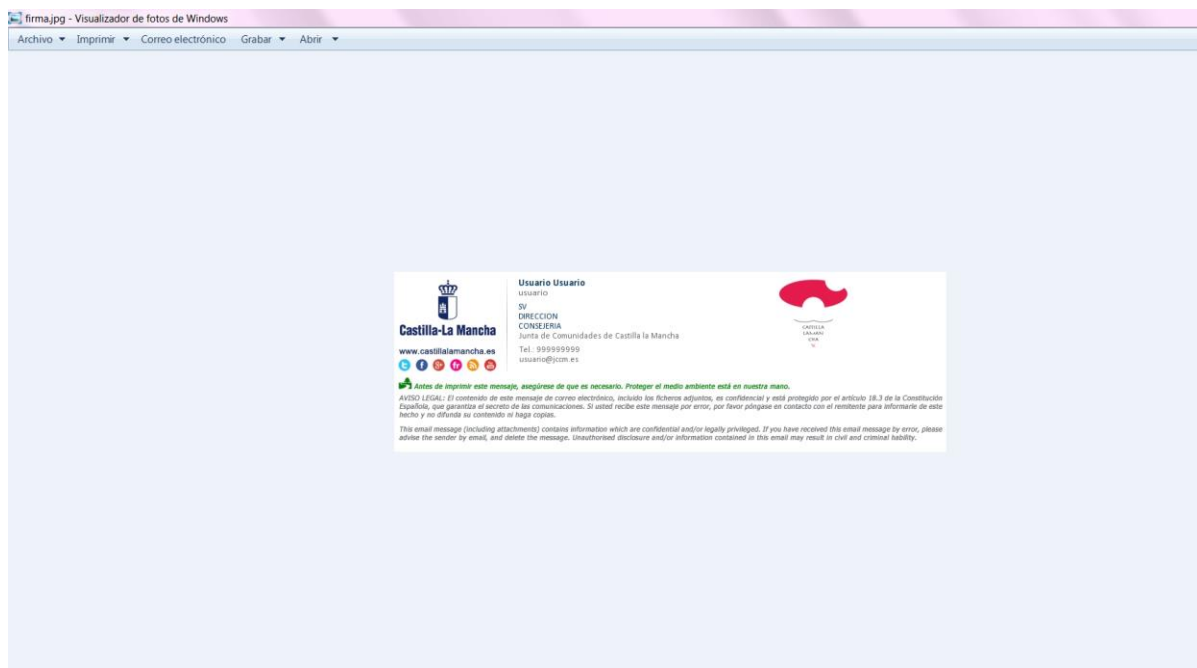 firma.jpg - Visualizador de fotos de Windows
Archivo Imprimir Correo electrónico Grabar Abrir
Castilla-La Mancha
www.castillalamancha.es
Usuario Usuario
usuario
SV
DIRECCION
CONSEJERIA
Junta de Comunidades de Castilla la Mancha
Tel.: 999999999
usuario@jccm.es
CASTILLA
Antes de imprimir este mensaje, asegúrese de que es necesario. Proteger el medio ambiente está en nuestra mano.
AVISO LEGAL: El contenido de este mensaje de correo electrónico, incluido los ficheros adjuntos, es confidencial y está protegido por el artículo 18.3 de la Constitución
Española, que garantiza el secreto de las comunicaciones. Si usted recibe este mensaje por error, por favor póngase en contacto con el remitente para informarle de este
hecho y no difunda su contenido ni haga copias.
This email message (including attachments) contains information which are confidential and/or legally privileged. If you have received this email message by error, please
advise the sender by email, and delete the message. Unauthorised disclosure and/or information contained in this email may result in civil and criminal liability.